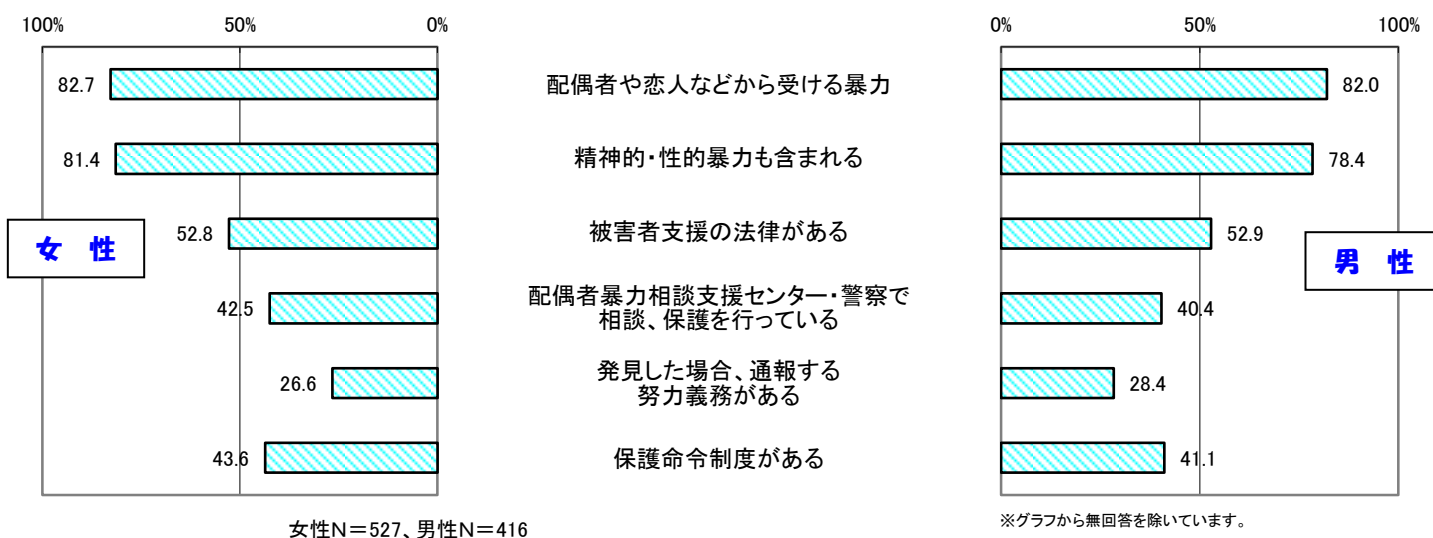 100% 50% 0% 0% 50% 100%
82.7 配偶者や恋人などから受ける暴力 82.0
81.4 精神的・性的暴力も含まれる 78.4
女 性 52.8 被害者支援の法律がある 52.9 男 性
配偶者暴力相談支援センター・警察で
42.5 相談、保護を行っている 40.4
発見した場合、通報する
26.6 努力義務がある 28.4
43.6 保護命令制度がある 41.1
女性N＝527、男性N＝416
※グラフから無回答を除いています。